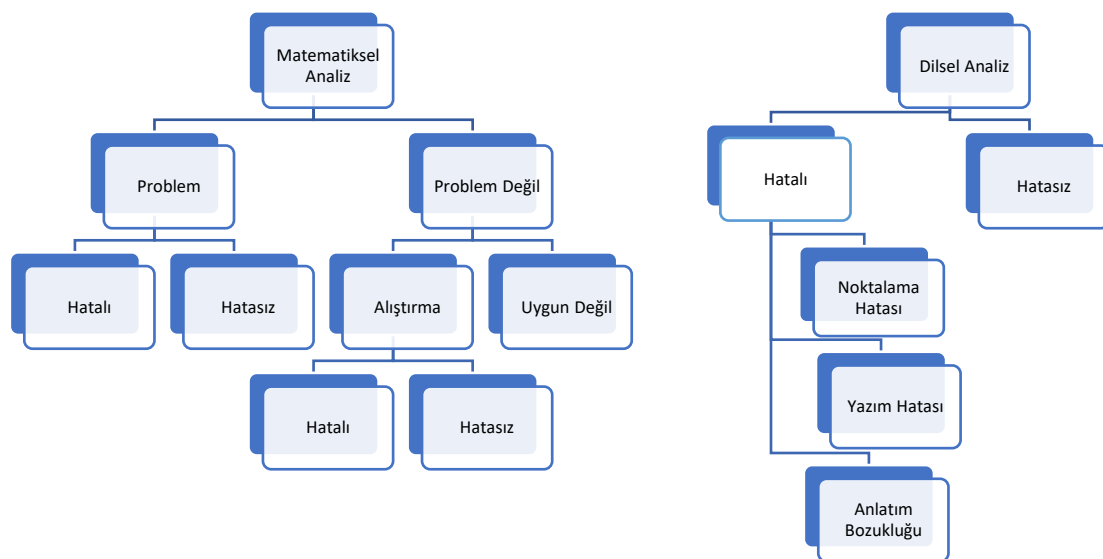 Matematiksel
Analiz
Problem
Problem Değil
Hatalı
Hatasız
Alıştırma
Uygun Değil
Hatalı
Hatasız
Dilsel Analiz
Hatalı
Hatasız
Noktalama
Hatası
Yazım Hatası
Anlatım
Bozukluğu